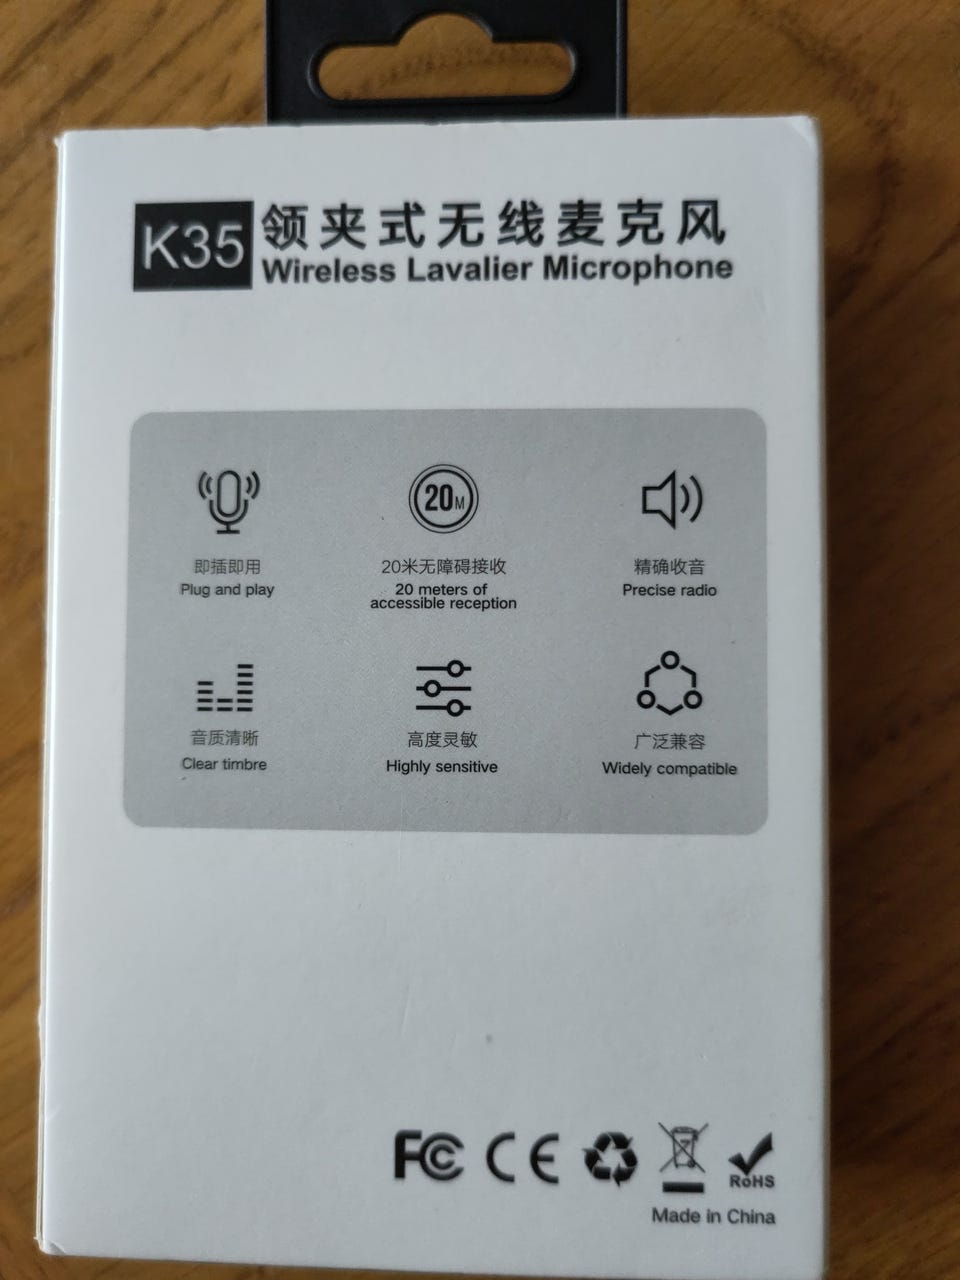 K35
领夹式无线麦克风
Wireless Lavalier Microphone
20M
即插即用
Plug and play
20米无障碍接收
20 meters of
accessible reception
精确收音
Precise radio
音质清晰
Clear timbre
高度灵敏
Highly sensitive
广泛兼容
Widely compatible
FC CE RoHS
Made in China